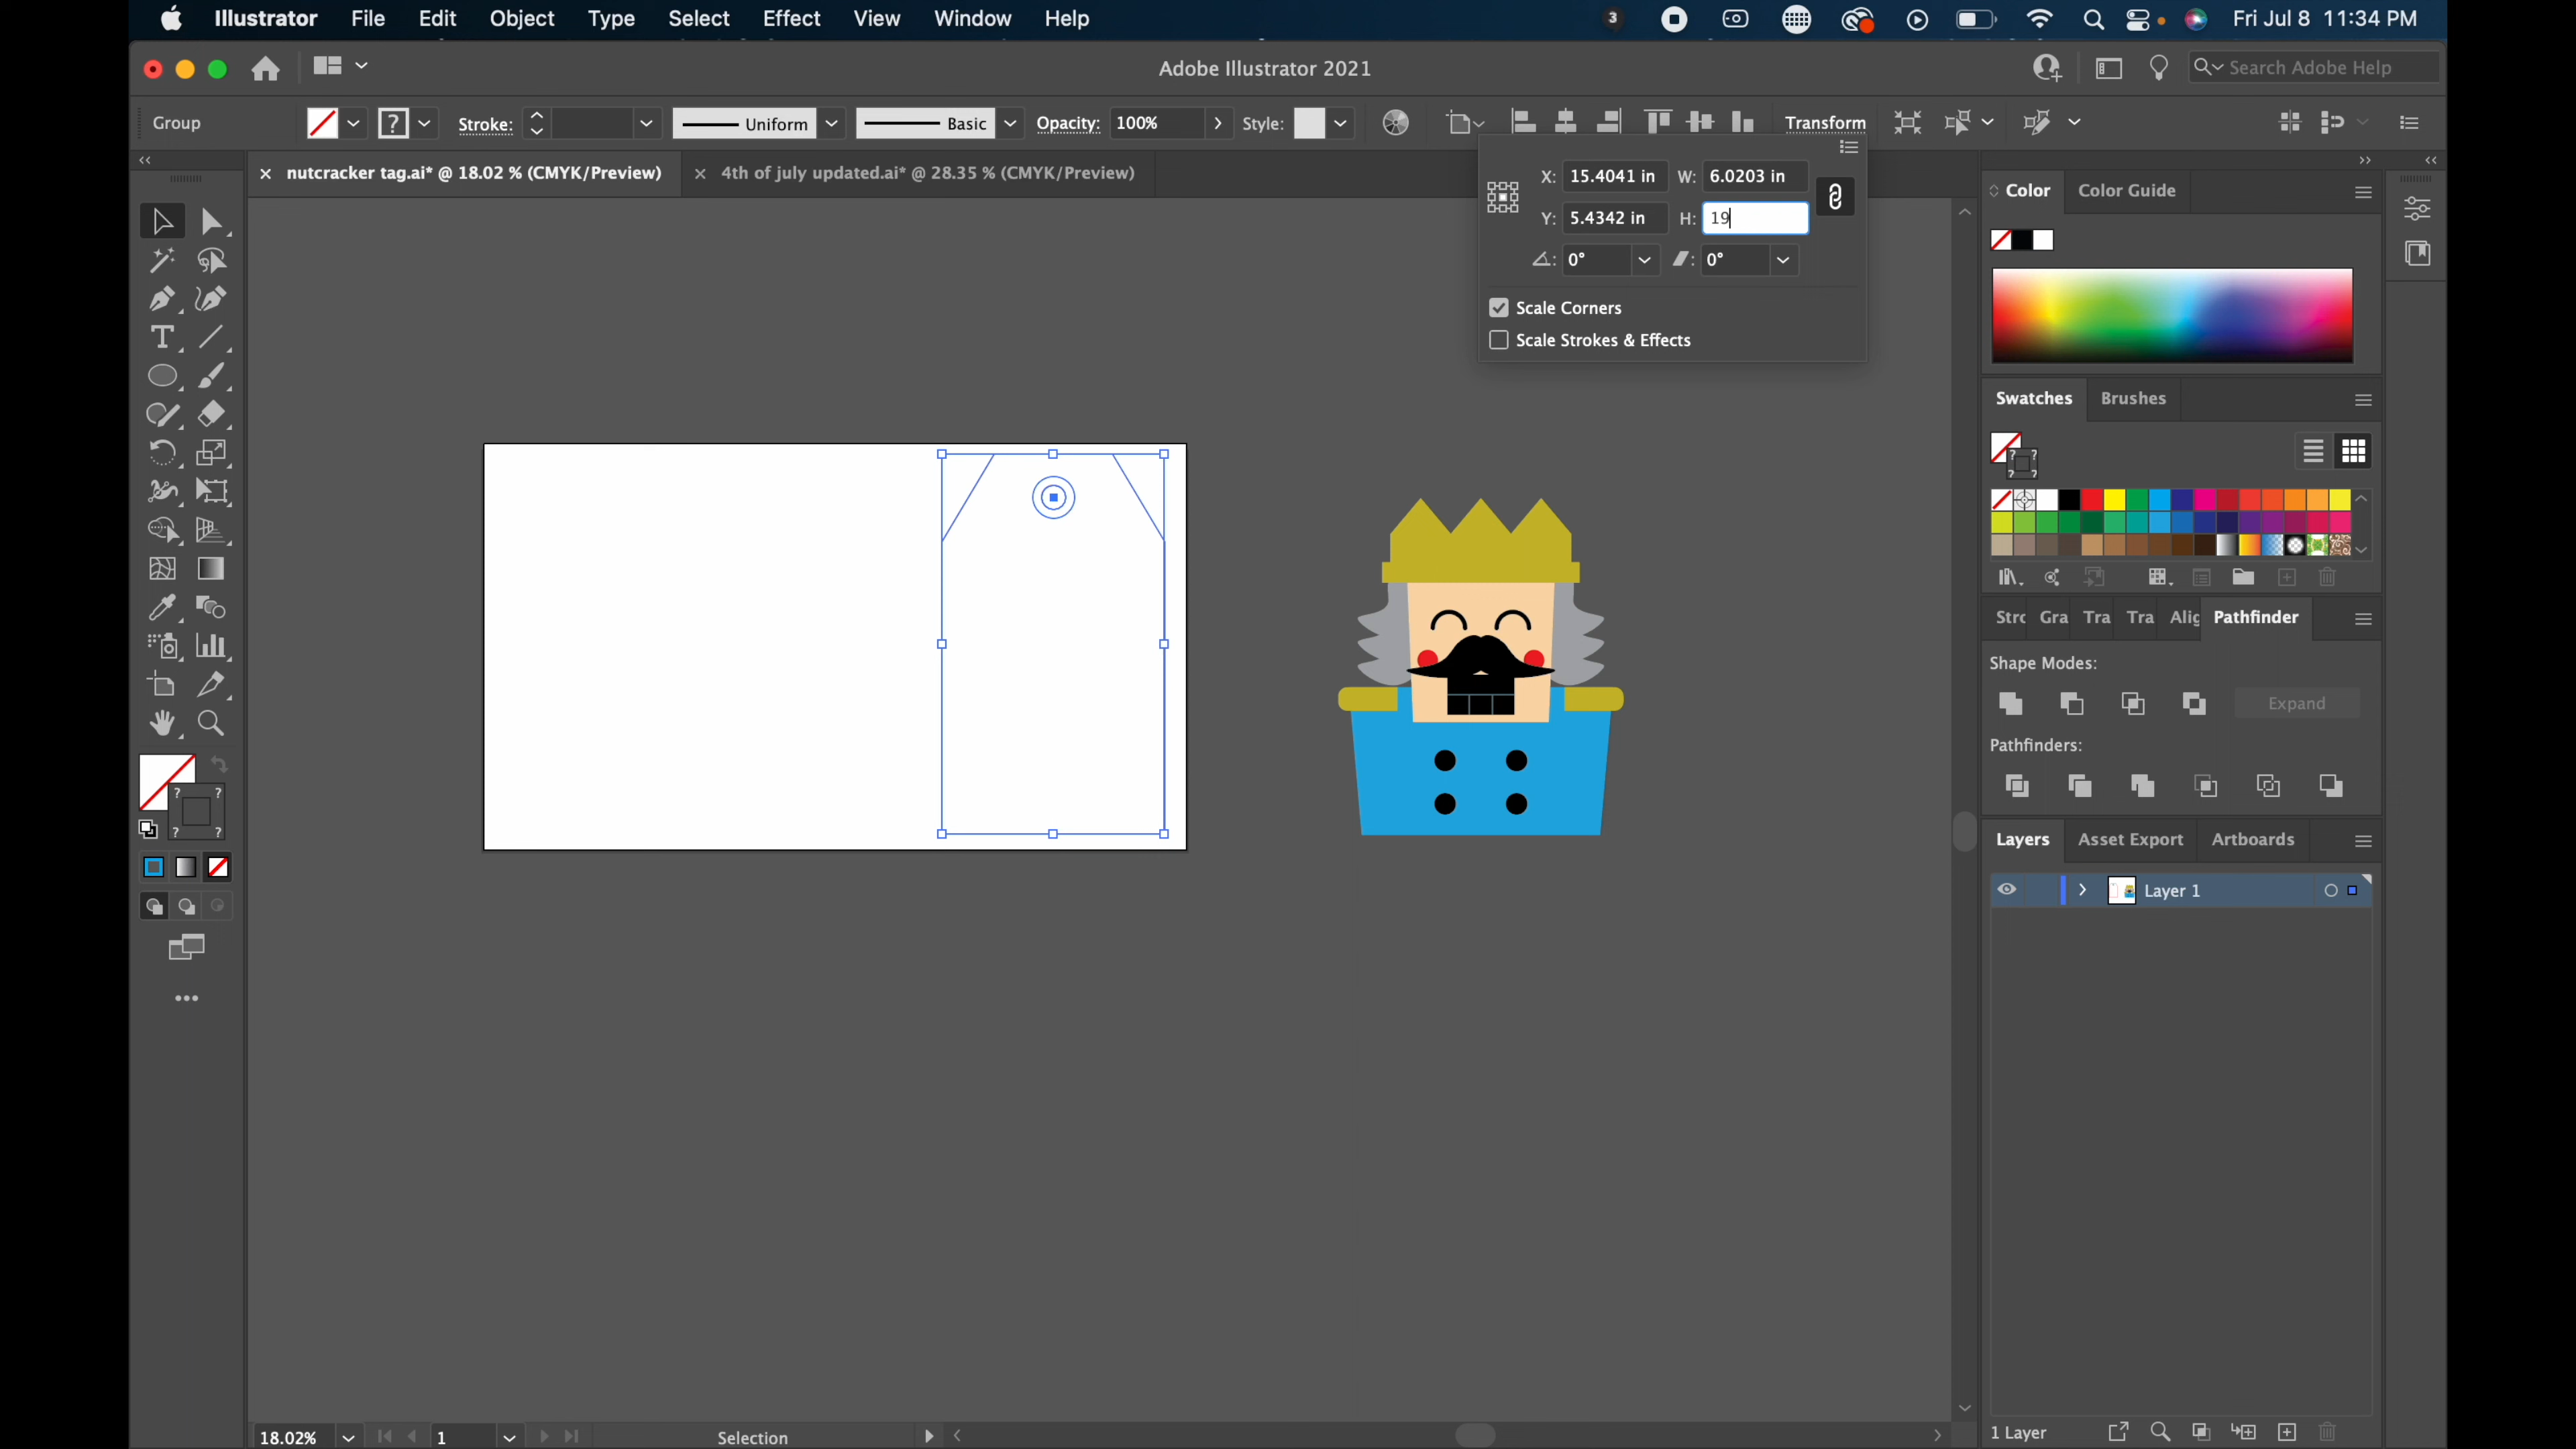 Illustrator File Edit Object Type Select Effect View Window Help 3 Fri Jul 8 11:34 PM
Adobe Illustrator 2021 Search Adobe Help
Group ? Stroke: Uniform Basic Opacity: 100% Style: Transform
nutcracker tag.ai* @ 18.02 % (CMYK/Preview) 4th of july updated.ai* @ 28.35 % (CMYK/Preview)
X: 15.4041 in W: 6.0203 in
Y: 5.4342 in H: 19
0° 0°
Scale Corners
Scale Strokes & Effects
Color Color Guide
Swatches Brushes
Strc Gra Tra Tra Alig Pathfinder
Shape Modes:
Expand
Pathfinders:
Layers Asset Export Artboards
Layer 1
18.02% 1 Selection
1 Layer